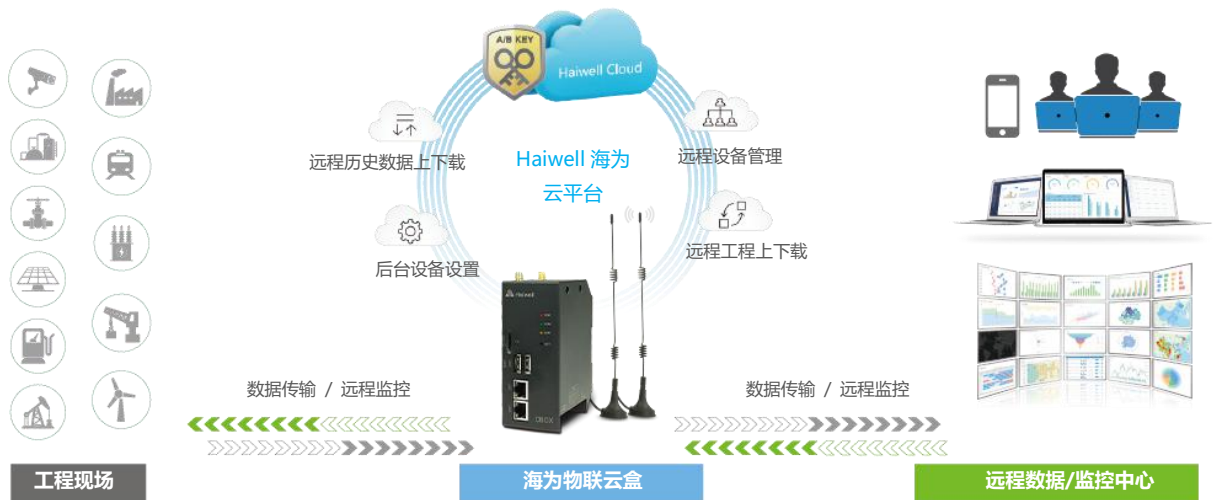 A/B KEY
Haiwell Cloud
远程历史数据上下载
远程设备管理
Haiwell 海为
云平台
后台设备设置
远程工程上下载
Haiwell
数据传输 / 远程监控
数据传输 / 远程监控
工程现场
海为物联云盒
远程数据/监控中心